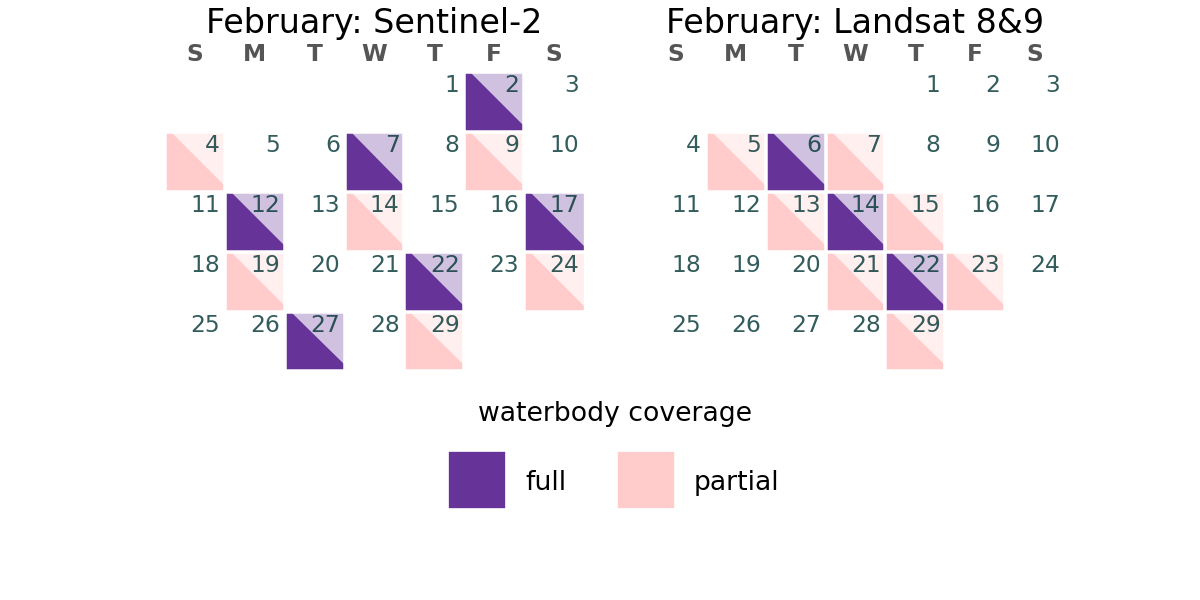 February: Sentinel-2
S M T W T F S
1 2 3
4 5 6 7 8 9 10
11 12 13 14 15 16 17
18 19 20 21 22 23 24
25 26 27 28 29
February: Landsat 8&9
S M T W T F S
1 2 3
4 5 6 7 8 9 10
11 12 13 14 15 16 17
18 19 20 21 22 23 24
25 26 27 28 29
waterbody coverage
full partial